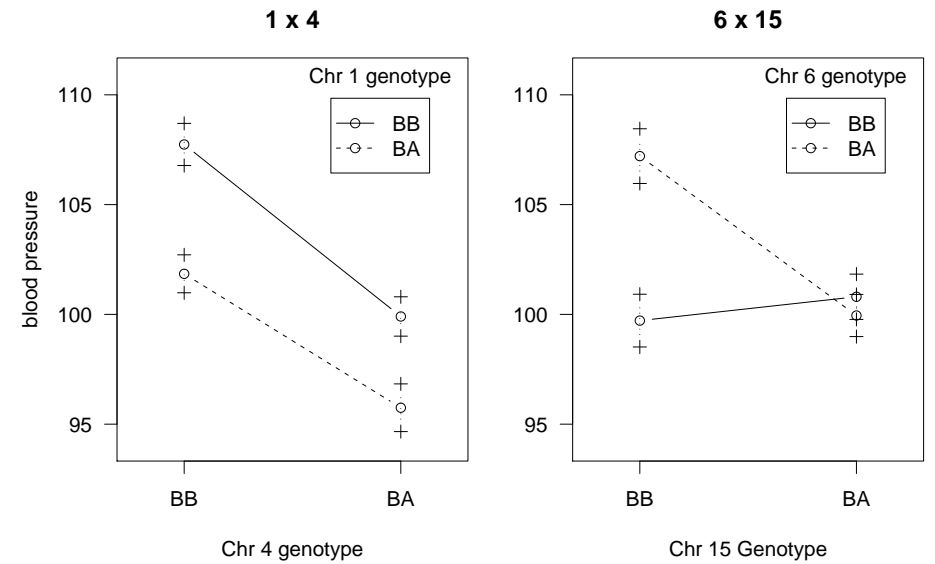 1 x 4
blood pressure
110
105
100
95
Chr 1 genotype
BB
BA
BB
BA
Chr 4 genotype
6 x 15
110
105
100
95
Chr 6 genotype
BB
BA
BB
BA
Chr 15 Genotype